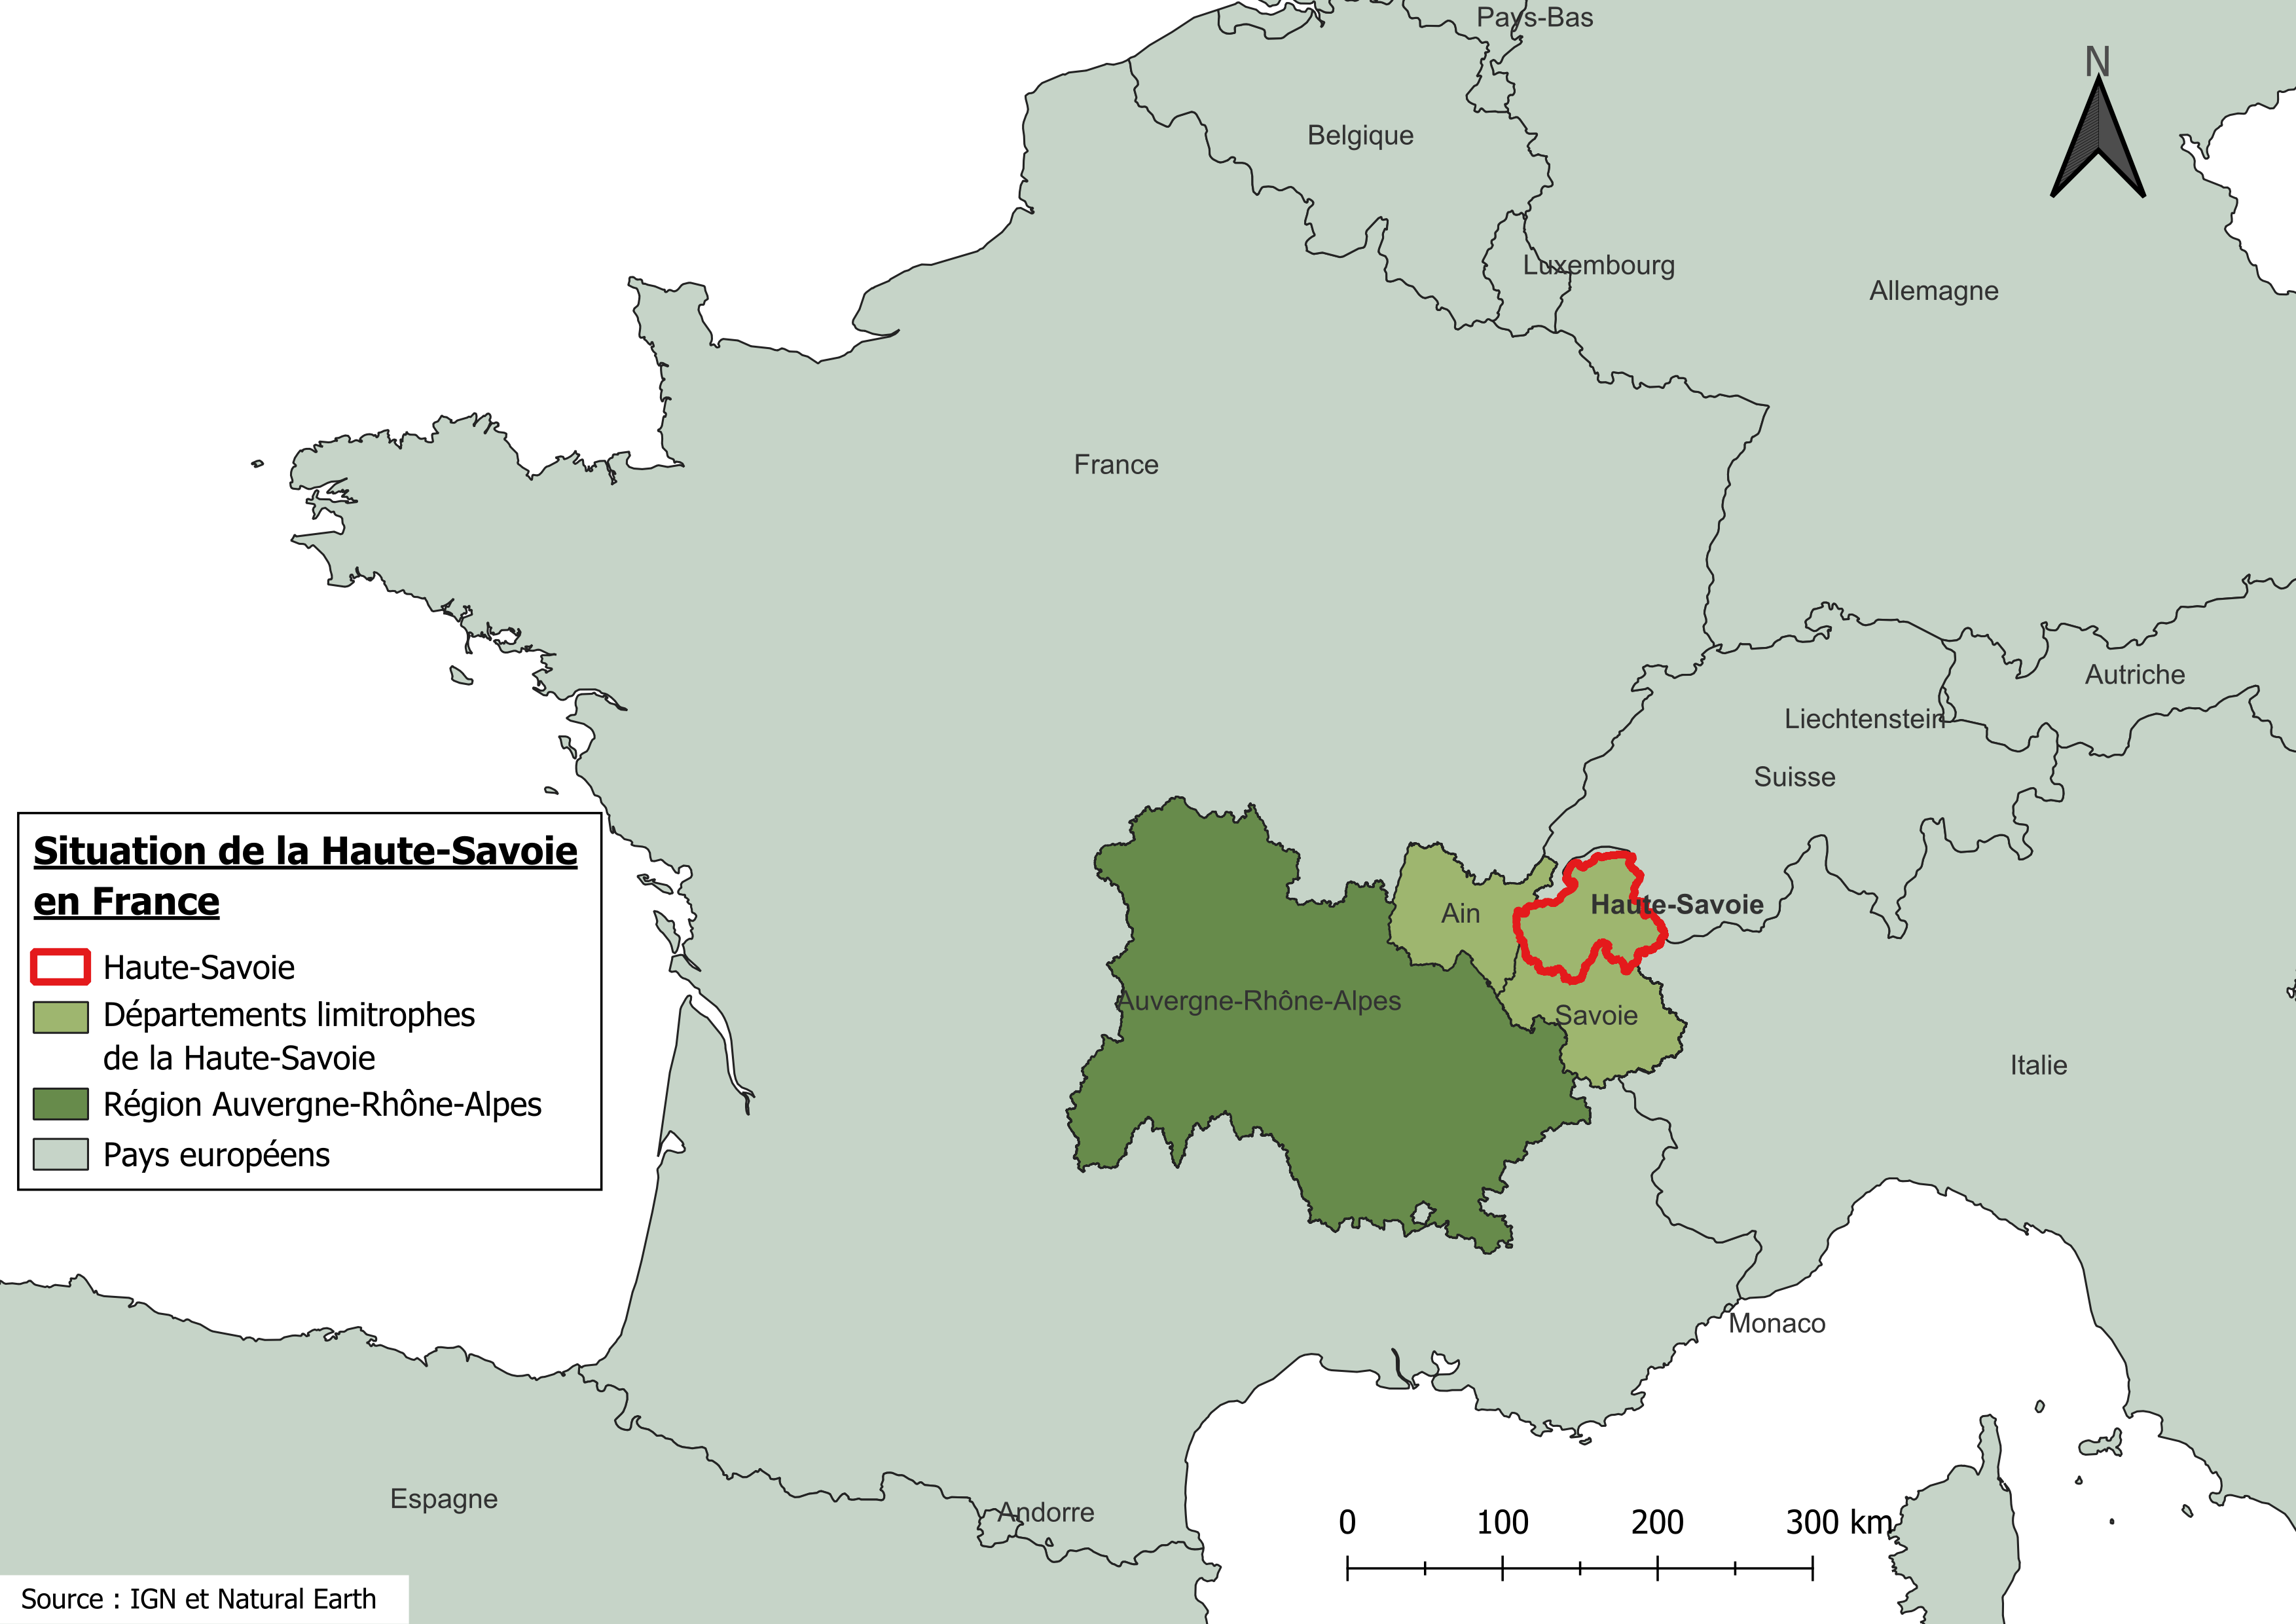 Pays-Bas
N
Belgique
Luxembourg
Allemagne
France
Autriche
Liechtenstein
Suisse
Situation de la Haute-Savoie
en France
Haute-Savoie
Départements limitrophes
de la Haute-Savoie
Région Auvergne-Rhône-Alpes
Pays européens
Ain
Haute-Savoie
Auvergne-Rhône-Alpes
Savoie
Italie
Monaco
Espagne
Andorre
0 100 200 300 km
Source : IGN et Natural Earth